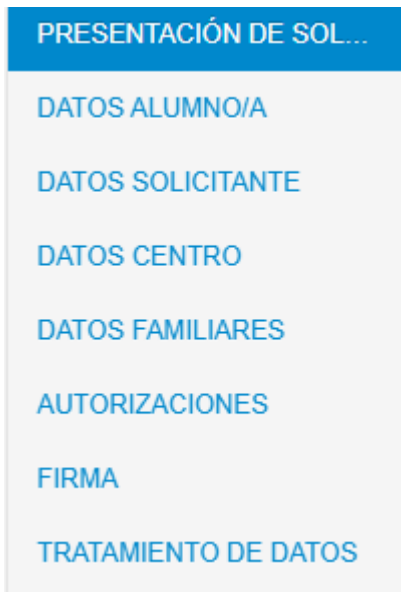 PRESENTACIÓN DE SOL...
DATOS ALUMNO/A
DATOS SOLICITANTE
DATOS CENTRO
DATOS FAMILIARES
AUTORIZACIONES
FIRMA
TRATAMIENTO DE DATOS